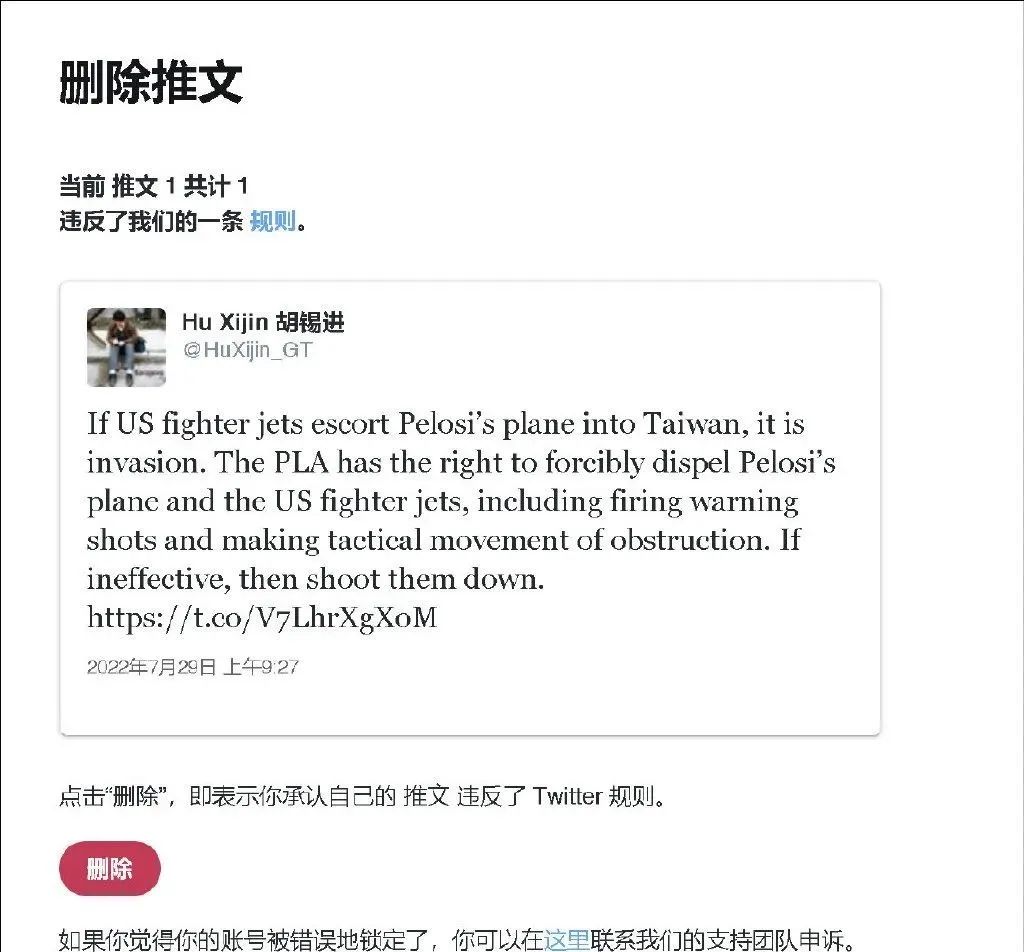 删除推文
当前 推文 1 共计 1
违反了我们的一条 规则。
Hu Xijin 胡锡进
@HuXijin_GT
If US fighter jets escort Pelosi’s plane into Taiwan, it is
invasion. The PLA has the right to forcibly dispel Pelosi’s
plane and the US fighter jets, including firing warning
shots and making tactical movement of obstruction. If
ineffective, then shoot them down.
https://t.co/V7LhrXgXoM
2022年7月29日 上午9:27
点击“删除”，即表示你承认自己的 推文 违反了 Twitter 规则。
删除
如果你觉得你的账号被错误地锁定了，你可以在这里联系我们的支持团队申诉。